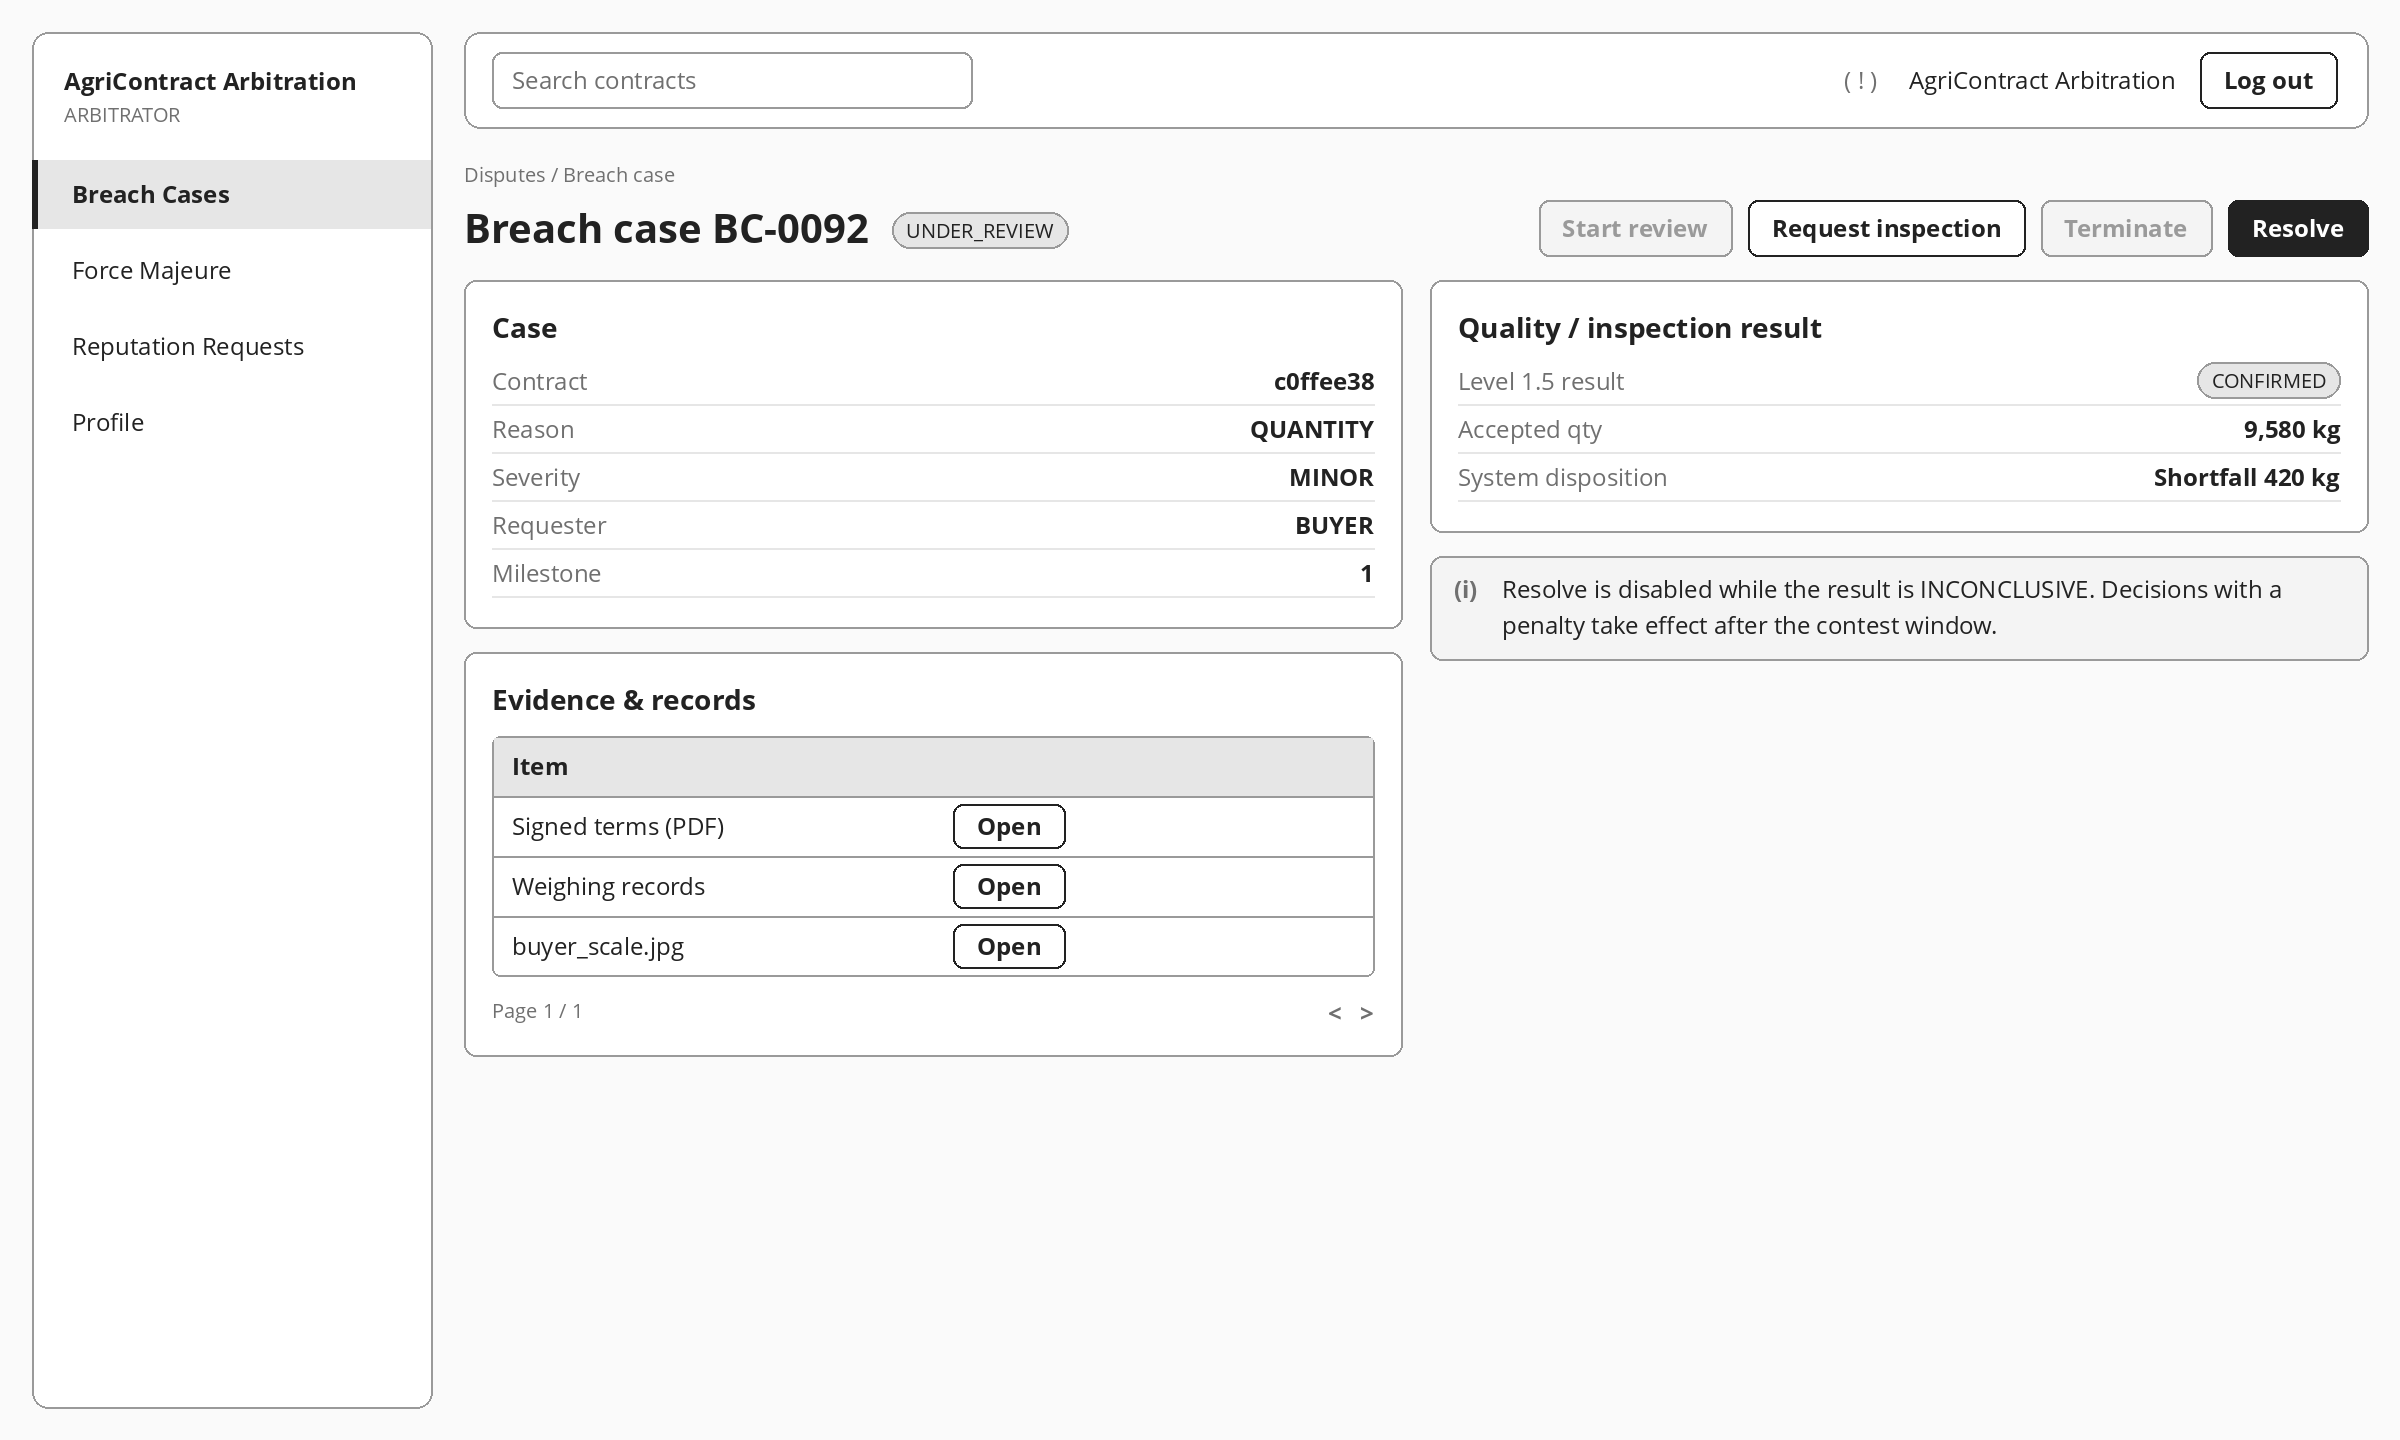 AgriContract Arbitration
ARBITRATOR
Breach Cases
Force Majeure
Reputation Requests
Profile
Search contracts
( ! )
AgriContract Arbitration
Log out
Disputes / Breach case
Breach case BC-0092
UNDER_REVIEW
Start review
Request inspection
Terminate
Resolve
Case
Contract c0ffee38
Reason QUANTITY
Severity MINOR
Requester BUYER
Milestone 1
Evidence & records
Item
Signed terms (PDF) Open
Weighing records Open
buyer_scale.jpg Open
Page 1 / 1 < >
Quality / inspection result
Level 1.5 result CONFIRMED
Accepted qty 9,580 kg
System disposition Shortfall 420 kg
(i) Resolve is disabled while the result is INCONCLUSIVE. Decisions with a
penalty take effect after the contest window.